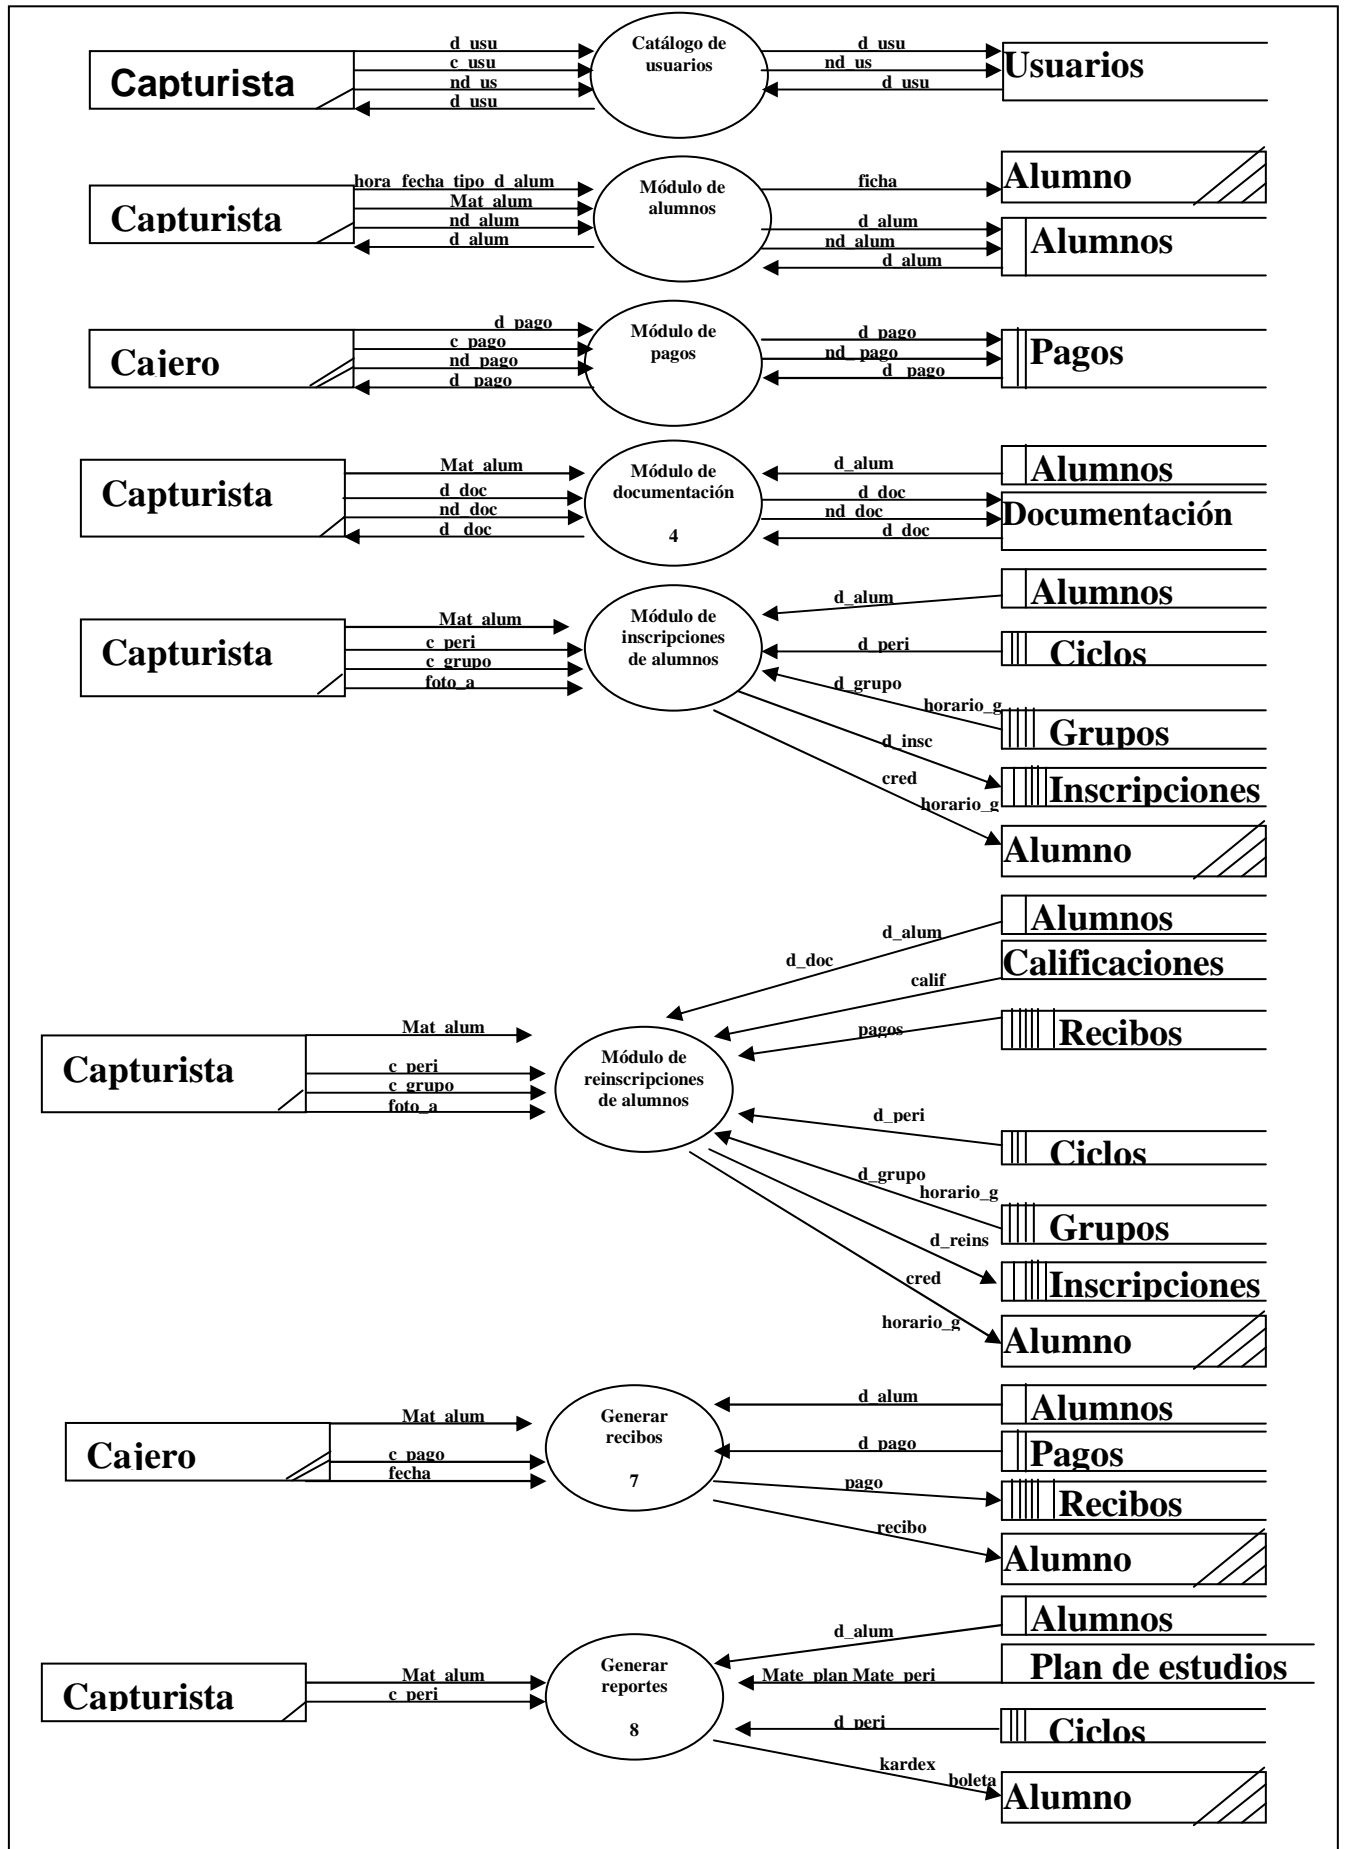 d_usu
c_usu
nd_us
d_usu
Capturista
Catálogo de
usuarios
d_usu
nd_us
d_usu
Usuarios
hora_fecha_tipo_d_alum
Mat_alum
nd_alum
d_alum
Capturista
Módulo de
alumnos
ficha
Alumno
d_alum
nd_alum
d_alum
Alumnos
d_pago
c_pago
nd_pago
d_pago
Cajero
Módulo de
pagos
d_pago
nd_pago
d_pago
Pagos
Mat_alum
d_doc
nd_doc
d_doc
Capturista
Módulo de
documentación
4
d_alum
Alumnos
d_doc
nd_doc
d_doc
Documentación
Mat_alum
c_peri
c_grupo
foto_a
Capturista
Módulo de
inscripciones
de alumnos
d_alum
Alumnos
d_peri
Ciclos
d_grupo
horario_g
Grupos
d_insc
Inscripciones
cred
horario_g
Alumno
d_alum
d_doc
Alumnos
calif
Calificaciones
pagos
Recibos
Mat_alum
c_peri
c_grupo
foto_a
Capturista
Módulo de
reinscripciones
de alumnos
d_peri
Ciclos
d_grupo
horario_g
Grupos
d_reins
Inscripciones
cred
horario_g
Alumno
Mat_alum
c_pago
fecha
Cajero
Generar
recibos
7
d_alum
Alumnos
d_pago
Pagos
pago
Recibos
recibo
Alumno
Mat_alum
c_peri
Capturista
Generar
reportes
8
d_alum
Alumnos
Mate_plan Mate_peri
Plan de estudios
d_peri
Ciclos
kardex
boleta
Alumno